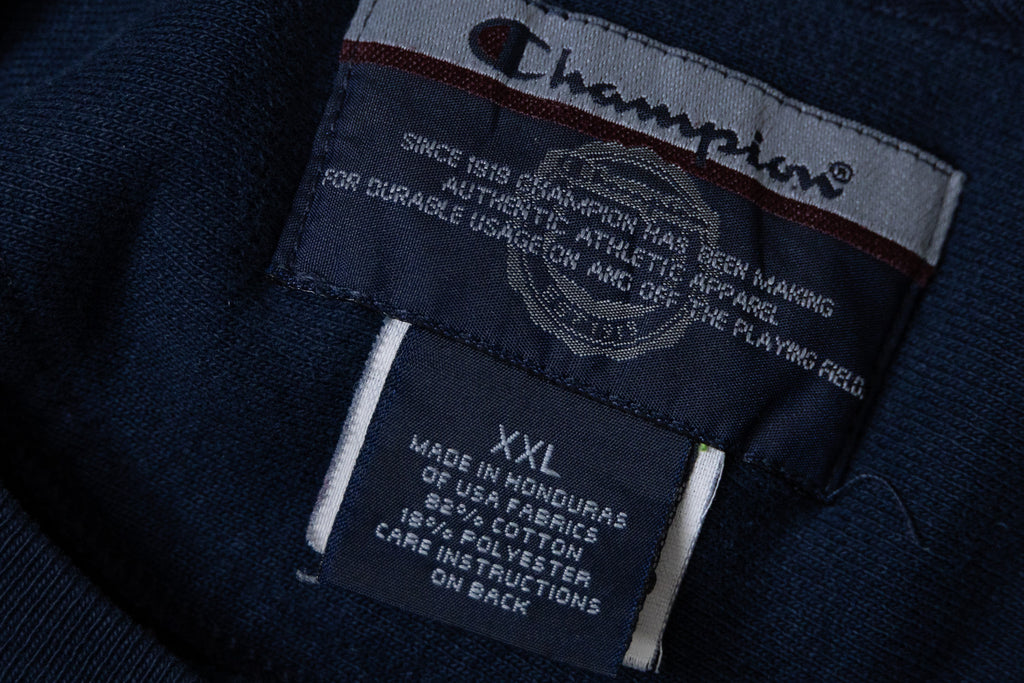 Champion®
SINCE 1919 CHAMPION HAS BEEN MAKING
AUTHENTIC ATHLETIC APPAREL
FOR DURABLE USAGE ON AND OFF THE PLAYING FIELD.
XXL
MADE IN HONDURAS
OF USA FABRICS
82% COTTON
18% POLYESTER
CARE INSTRUCTIONS
ON BACK